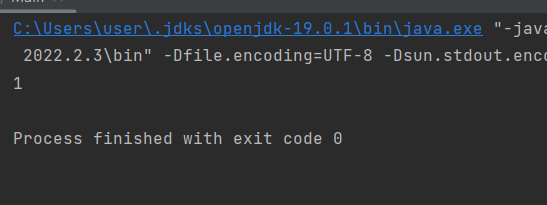 C:\Users\user\.jdks\openjdk-19.0.1\bin\java.exe "-java
2022.2.3\bin" -Dfile.encoding=UTF-8 -Dsun.stdout.enco
1
Process finished with exit code 0